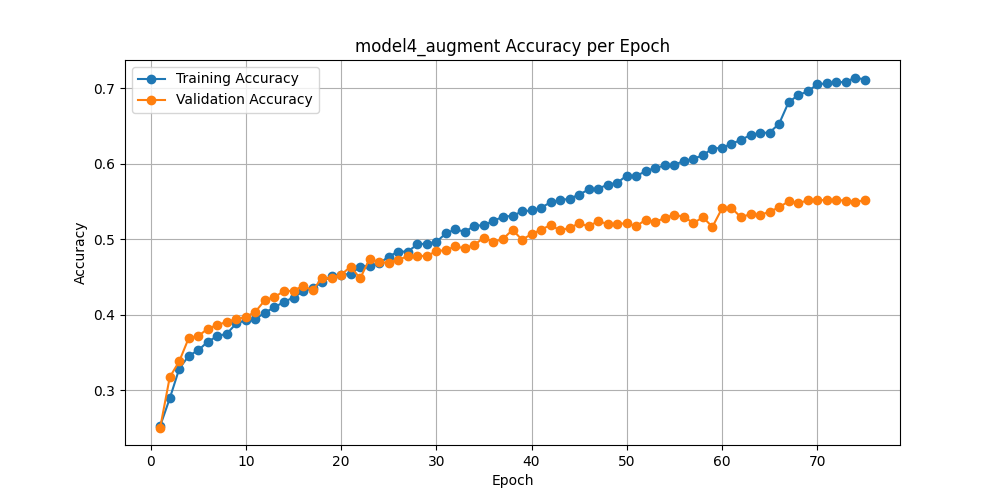 model4_augment Accuracy per Epoch
Training Accuracy
Validation Accuracy
Accuracy
0.7
0.6
0.5
0.4
0.3
0 10 20 30 40 50 60 70
Epoch